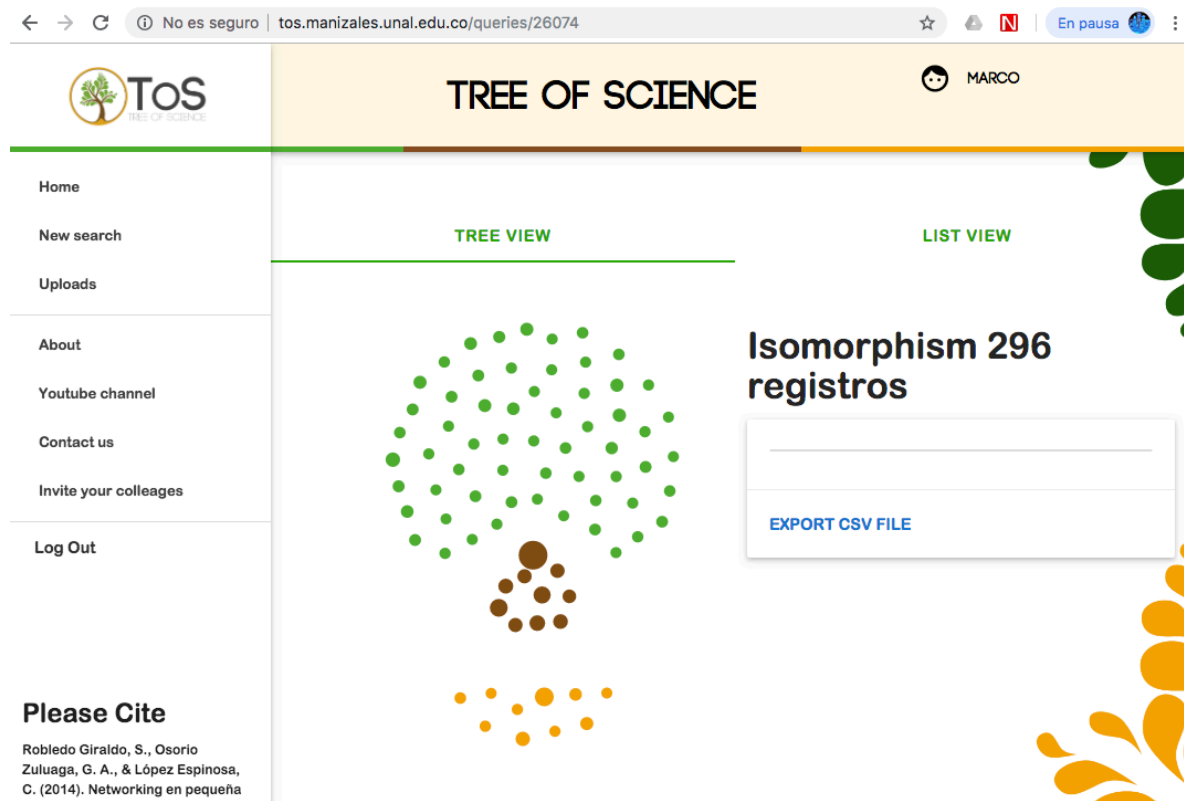 No es seguro | tos.manizales.unal.edu.co/queries/26074
N
En pausa
ToS
TREE OF SCIENCE
TREE OF SCIENCE
MARCO
Home
New search
Uploads
About
Youtube channel
Contact us
Invite your colleages
Log Out
Please Cite
Robledo Giraldo, S., Osorio
Zuluaga, G. A., & López Espinosa,
C. (2014). Networking en pequeña
TREE VIEW
LIST VIEW
Isomorphism 296
registros
EXPORT CSV FILE